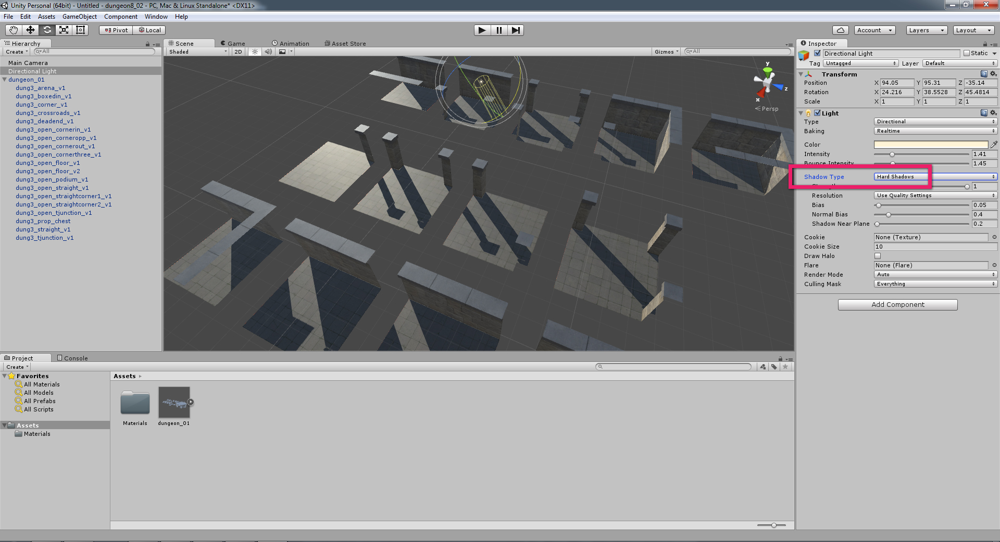 Unity Personal (64bit) - Untitled - dungeon8_02 - PC, Mac & Linux Standalone* <DX11>
File Edit Assets GameObject Component Window Help
Pivot Local Account Layers Layout
Hierarchy
Create All
Main Camera
Directional Light
dungeon_01
dung3_arena_v1
dung3_boxedin_v1
dung3_corner_v1
dung3_crossroads_v1
dung3_deadend_v1
dung3_open_cornerin_v1
dung3_open_corneropp_v1
dung3_open_cornerout_v1
dung3_open_cornerthree_v1
dung3_open_floor_v1
dung3_open_floor_v2
dung3_open_podium_v1
dung3_open_straight_v1
dung3_open_straightcorner1_v1
dung3_open_straightcorner2_v1
dung3_open_tjunction_v1
dung3_prop_chest
dung3_straight_v1
dung3_tjunction_v1
Scene Game Animation Asset Store
Shaded 2D Gizmos All
y
z
x
Persp
Inspector
Directional Light Static
Tag Untagged Layer Default
Transform
Position X 94.05 Y 95.31 Z -35.14
Rotation X 24.216 Y 38.5528 Z 45.4814
Scale X 1 Y 1 Z 1
Light
Type Directional
Baking Realtime
Color
Intensity 1.41
Bounce Intensity 1.45
Shadow Type Hard Shadows
Strength 1
Resolution Use Quality Settings
Bias 0.05
Normal Bias 0.4
Shadow Near Plane 0.2
Cookie None (Texture)
Cookie Size 10
Draw Halo
Flare None (Flare)
Render Mode Auto
Culling Mask Everything
Add Component
Project Console
Create
Favorites
All Materials
All Models
All Prefabs
All Scripts
Assets
Materials
Assets
Materials
dungeon_01